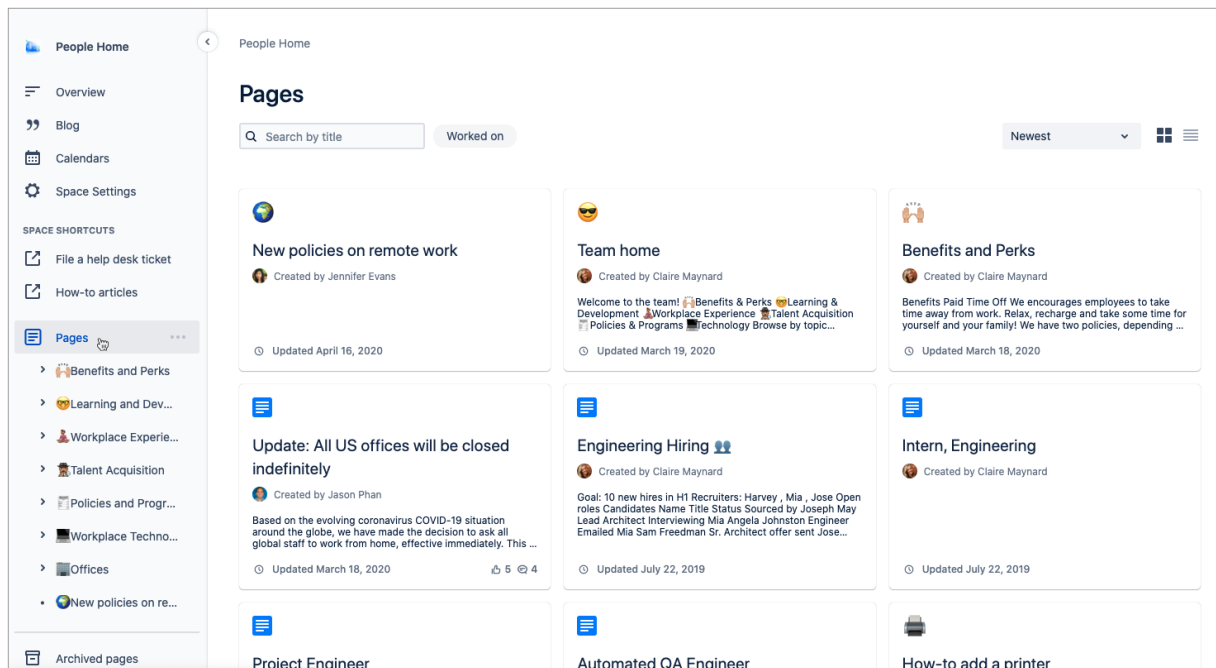 People Home
Overview
Blog
Calendars
Space Settings
SPACE SHORTCUTS
File a help desk ticket
How-to articles
Pages
Benefits and Perks
Learning and Dev...
Workplace Experie...
Talent Acquisition
Policies and Progr...
Workplace Techno...
Offices
New policies on re...
Archived pages
People Home
Pages
Search by title
Worked on
Newest
New policies on remote work
Created by Jennifer Evans
Updated April 16, 2020
Team home
Created by Claire Maynard
Welcome to the team! 🙌Benefits & Perks 🤓Learning &
Development Workplace Experience Talent Acquisition
Policies & Programs Technology Browse by topic...
Updated March 19, 2020
Benefits and Perks
Created by Claire Maynard
Benefits Paid Time Off We encourages employees to take
time away from work. Relax, recharge and take some time for
yourself and your family! We have two policies, depending ...
Updated March 18, 2020
Update: All US offices will be closed
indefinitely
Created by Jason Phan
Based on the evolving coronavirus COVID-19 situation
around the globe, we have made the decision to ask all
global staff to work from home, effective immediately. This ...
Updated March 18, 2020
5
4
Engineering Hiring 👥
Created by Claire Maynard
Goal: 10 new hires in H1 Recruiters: Harvey , Mia , Jose Open
roles Candidates Name Title Status Sourced by Joseph May
Lead Architect Interviewing Mia Angela Johnston Engineer
Emailed Mia Sam Freedman Sr. Architect offer sent Jose...
Updated July 22, 2019
Intern, Engineering
Created by Claire Maynard
Updated July 22, 2019
Project Engineer
Automated QA Engineer
How-to add a printer